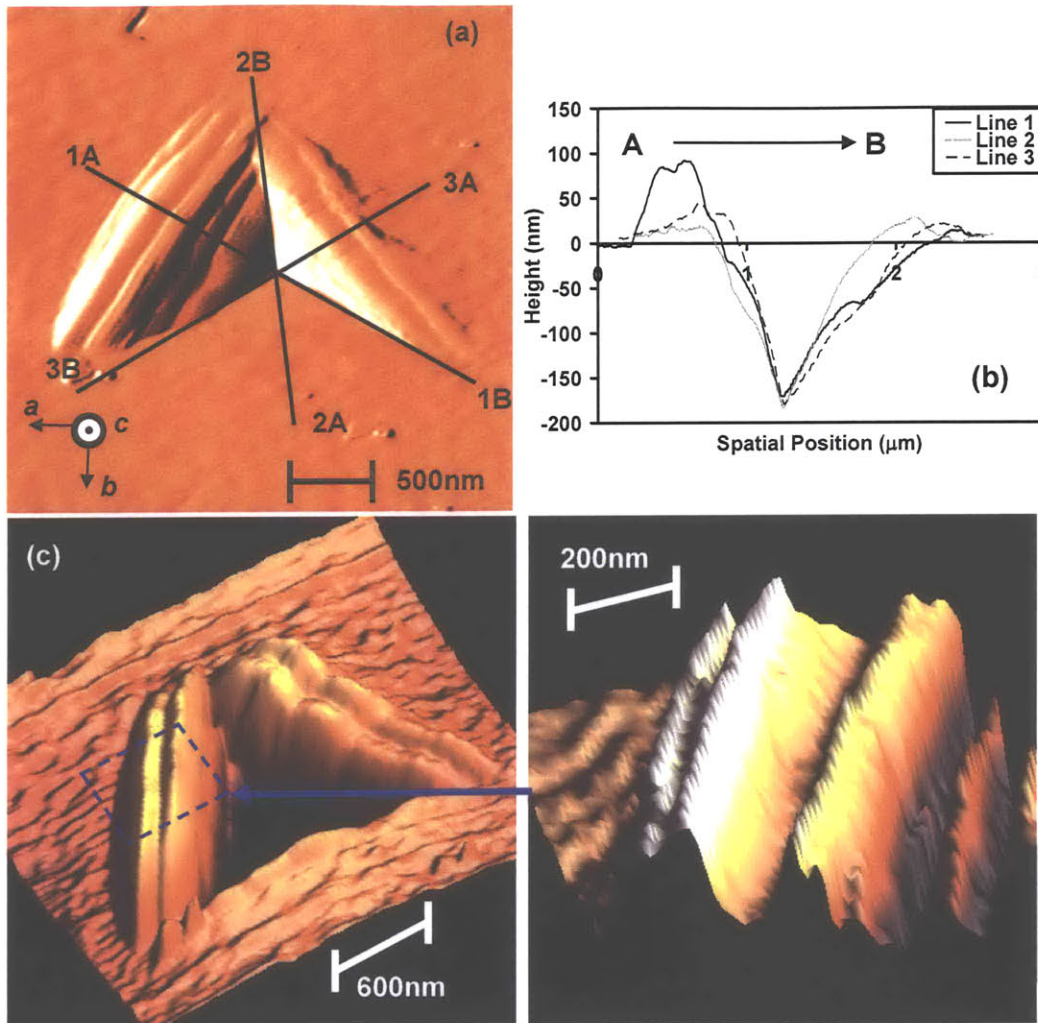 (a)
2B
1A
3A
3B
1B
2A
a
c
b
500nm
150
100
50
0
-50
-100
-150
-200
Height (nm)
A
B
Line 1
Line 2
Line 3
0
1
2
(b)
Spatial Position (μm)
(c)
600nm
200nm